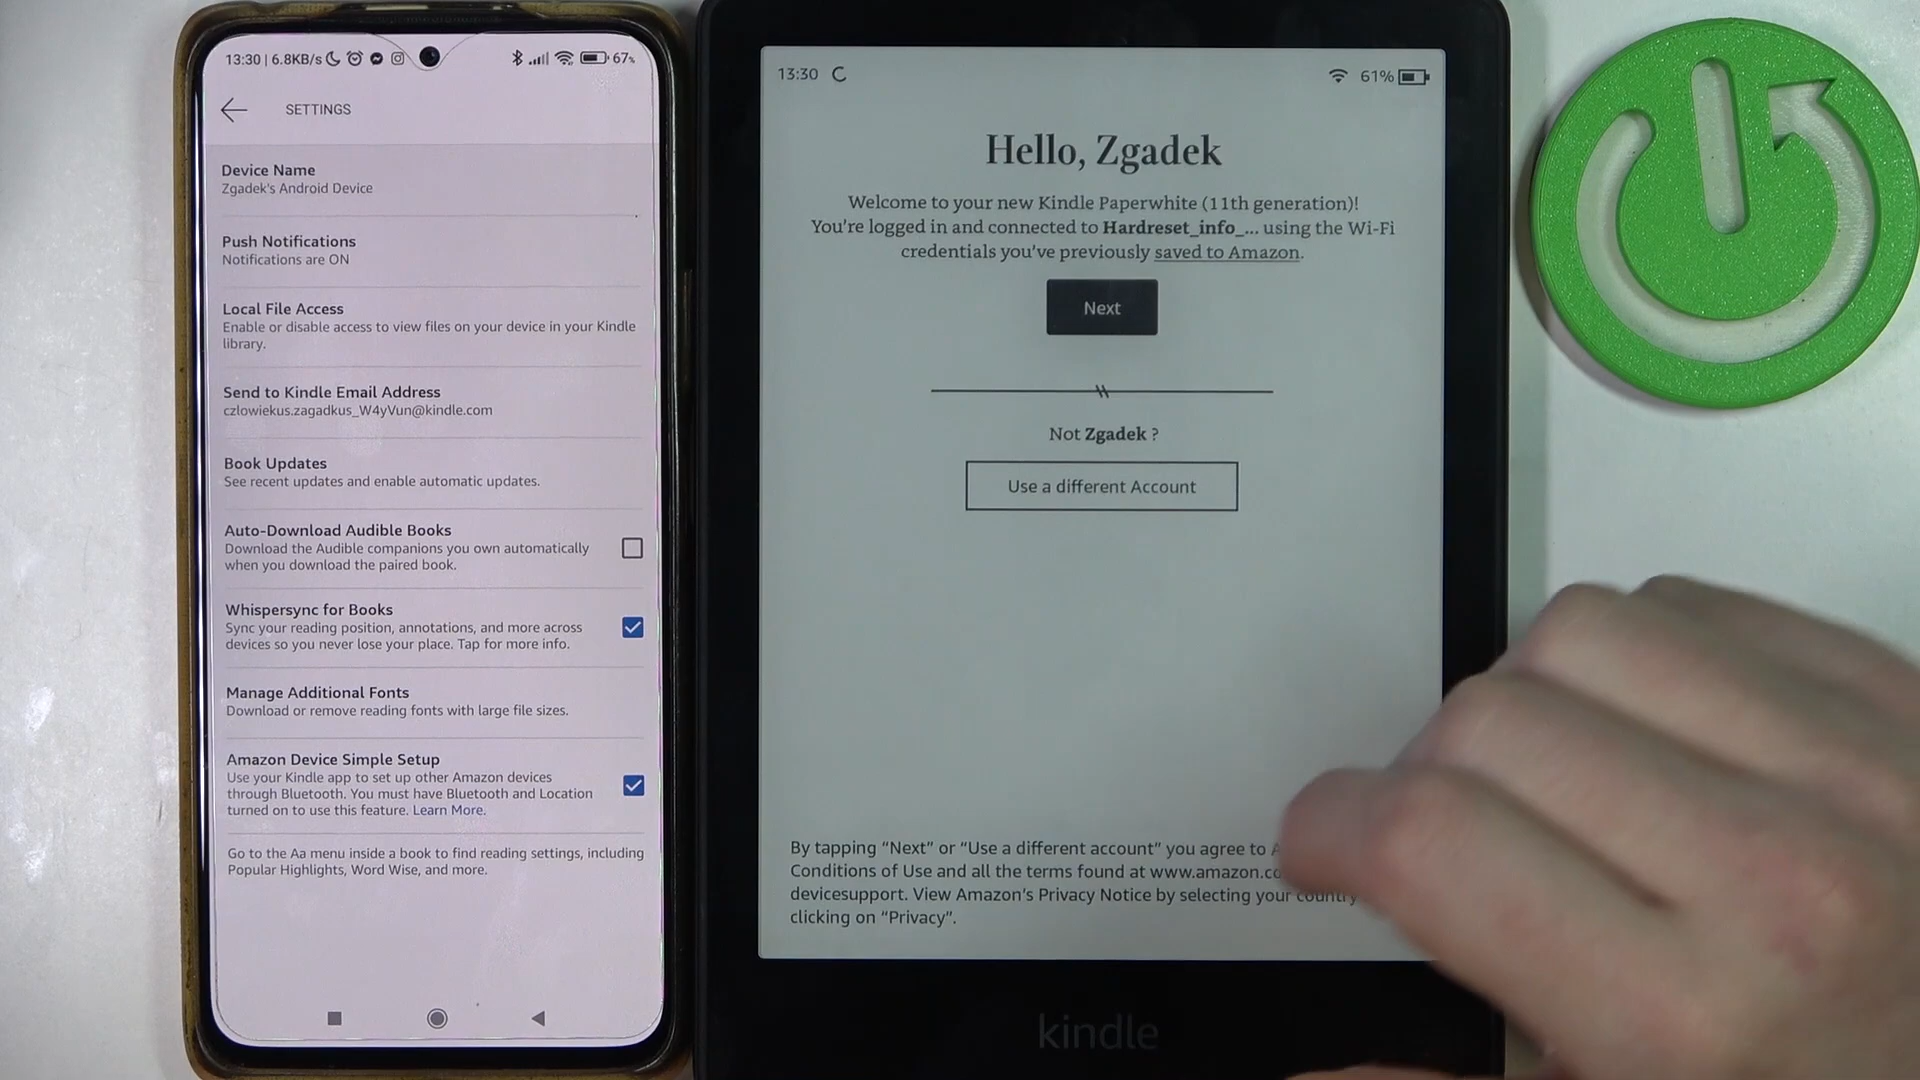 13:30 | 6.8KB/s
67%
SETTINGS
Device Name
Zgadek's Android Device
Push Notifications
Notifications are ON
Local File Access
Enable or disable access to view files on your device in your Kindle
library.
Send to Kindle Email Address
czlowiekus.zagadkus_W4yVun@kindle.com
Book Updates
See recent updates and enable automatic updates.
Auto-Download Audible Books
Download the Audible companions you own automatically
when you download the paired book.
Whispersync for Books
Sync your reading position, annotations, and more across
devices so you never lose your place. Tap for more info.
Manage Additional Fonts
Download or remove reading fonts with large file sizes.
Amazon Device Simple Setup
Use your Kindle app to set up other Amazon devices
through Bluetooth. You must have Bluetooth and Location
turned on to use this feature. Learn More.
Go to the Aa menu inside a book to find reading settings, including
Popular Highlights, Word Wise, and more.
13:30
61%
Hello, Zgadek
Welcome to your new Kindle Paperwhite (11th generation)!
You're logged in and connected to Hardreset_info_... using the Wi-Fi
credentials you've previously saved to Amazon.
Next
Not Zgadek ?
Use a different Account
By tapping “Next” or “Use a different account” you agree to
Conditions of Use and all the terms found at www.amazon.co
devicesupport. View Amazon's Privacy Notice by selecting your country
clicking on “Privacy”.
kindle